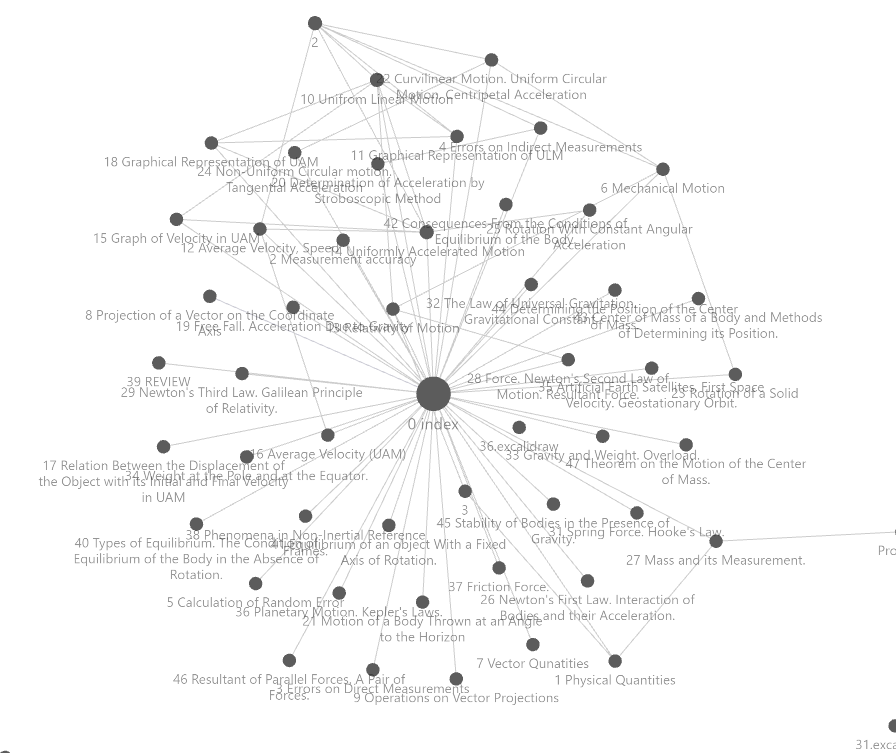 2
22 Curvilinear Motion. Uniform Circular
Motion. Centripetal Acceleration
10 Unifrom Linear Motion
4 Errors on Indirect Measurements
11 Graphical Representation of ULM
18 Graphical Representation of UAM
24 Non-Uniform Circular motion.
Tangential Acceleration
20 Determination of Acceleration by
Stroboscopic Method
6 Mechanical Motion
42 Consequences From the Conditions of
Equilibrium of the Body
25 Rotation With Constant Angular
Acceleration
15 Graph of Velocity in UAM
12 Average Velocity, Speed
14 Uniformly Accelerated Motion
2 Measurement accuracy
32 The Law of Universal Gravitation.
Gravitational Constant
44 Determining the Position of the Center
of Mass.
43 Center of Mass of a Body and Methods
of Determining its Position.
8 Projection of a Vector on the Coordinate
Axis
19 Free Fall. Acceleration Due to Gravity
13 Relativity of Motion
39 REVIEW
29 Newton's Third Law. Galilean Principle
of Relativity.
28 Force. Newton's Second Law of
Motion. Resultant Force.
35 Artificial Earth Satellites. First Space
Velocity. Geostationary Orbit.
23 Rotation of a Solid
0 index
36.excalidraw
16 Average Velocity (UAM)
33 Gravity and Weight. Overload.
47 Theorem on the Motion of the Center
of Mass.
17 Relation Between the Displacement of
the Object with its Initial and Final Velocity
in UAM
34 Weight at the Pole and at the Equator.
3
45 Stability of Bodies in the Presence of
Gravity.
31 Spring Force. Hooke's Law.
38 Phenomena in Non-Inertial Reference
Frames.
40 Types of Equilibrium. The Condition of
Equilibrium of the Body in the Absence of
Rotation.
41 Equilibrium of an object With a Fixed
Axis of Rotation.
27 Mass and its Measurement.
Pro
37 Friction Force.
26 Newton's First Law. Interaction of
Bodies and their Acceleration.
5 Calculation of Random Error
36 Planetary Motion. Kepler's Laws.
21 Motion of a Body Thrown at an Angle
to the Horizon
7 Vector Qunatities
1 Physical Quantities
46 Resultant of Parallel Forces. A Pair of
Forces.
3 Errors on Direct Measurements
9 Operations on Vector Projections
31.exca